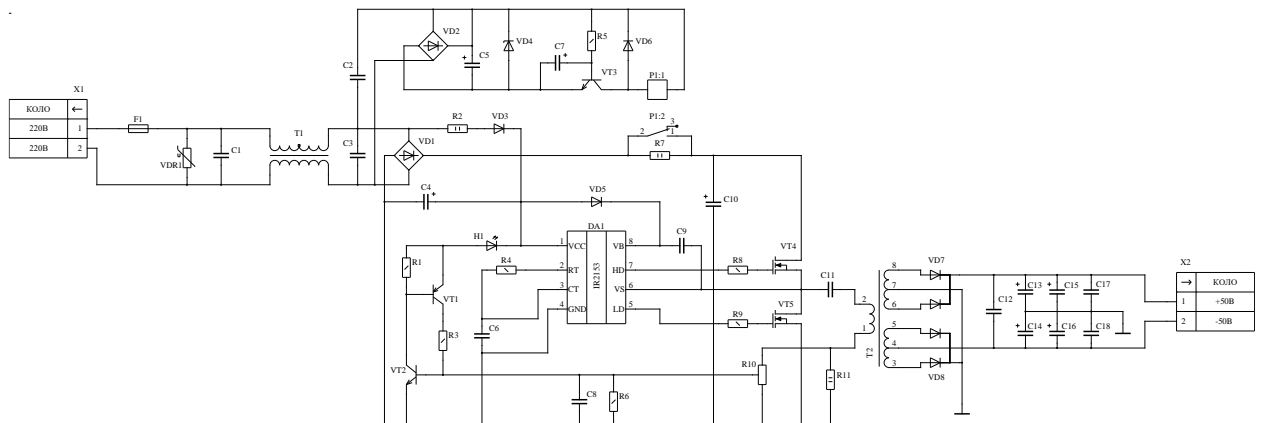 VD2
VD4
R5
VD6
C7
C5
C2
VT3
P1:1
X1
КОЛО ←
220В 1
220В 2
F1
VDR1
C1
T1
C3
R2
VD3
VD1
P1:2
2 3
1
R7
C4
VD5
C10
DA1
IR2153
H1
1 VCC VB 8
C9
R1
R4
2 RT HD 7
R8
VT4
3 CT VS 6
VT1
4 GND LD 5
C6
R9
VT5
C11
R3
VT2
C8
R6
R10
R11
2
1
T2
8
7
6
5
4
3
VD7
VD8
C12
C13
C15
C17
C14
C16
C18
X2
→ КОЛО
1 +50В
2 -50В